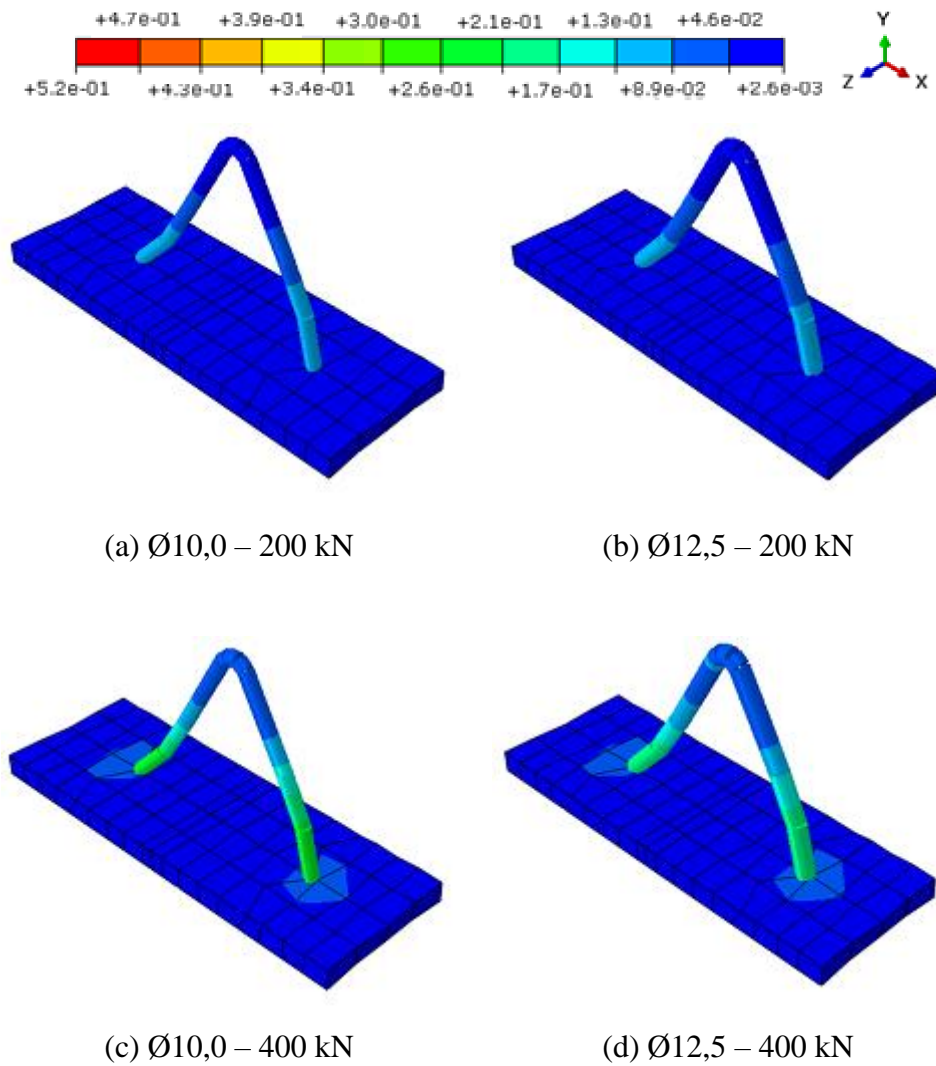 +4.7e-01 +3.9e-01 +3.0e-01 +2.1e-01 +1.3e-01 +4.6e-02
+5.2e-01 +4.3e-01 +3.4e-01 +2.6e-01 +1.7e-01 +8.9e-02 +2.6e-03
Y
Z X
(a) Ø10,0 – 200 kN (b) Ø12,5 – 200 kN
(c) Ø10,0 – 400 kN (d) Ø12,5 – 400 kN